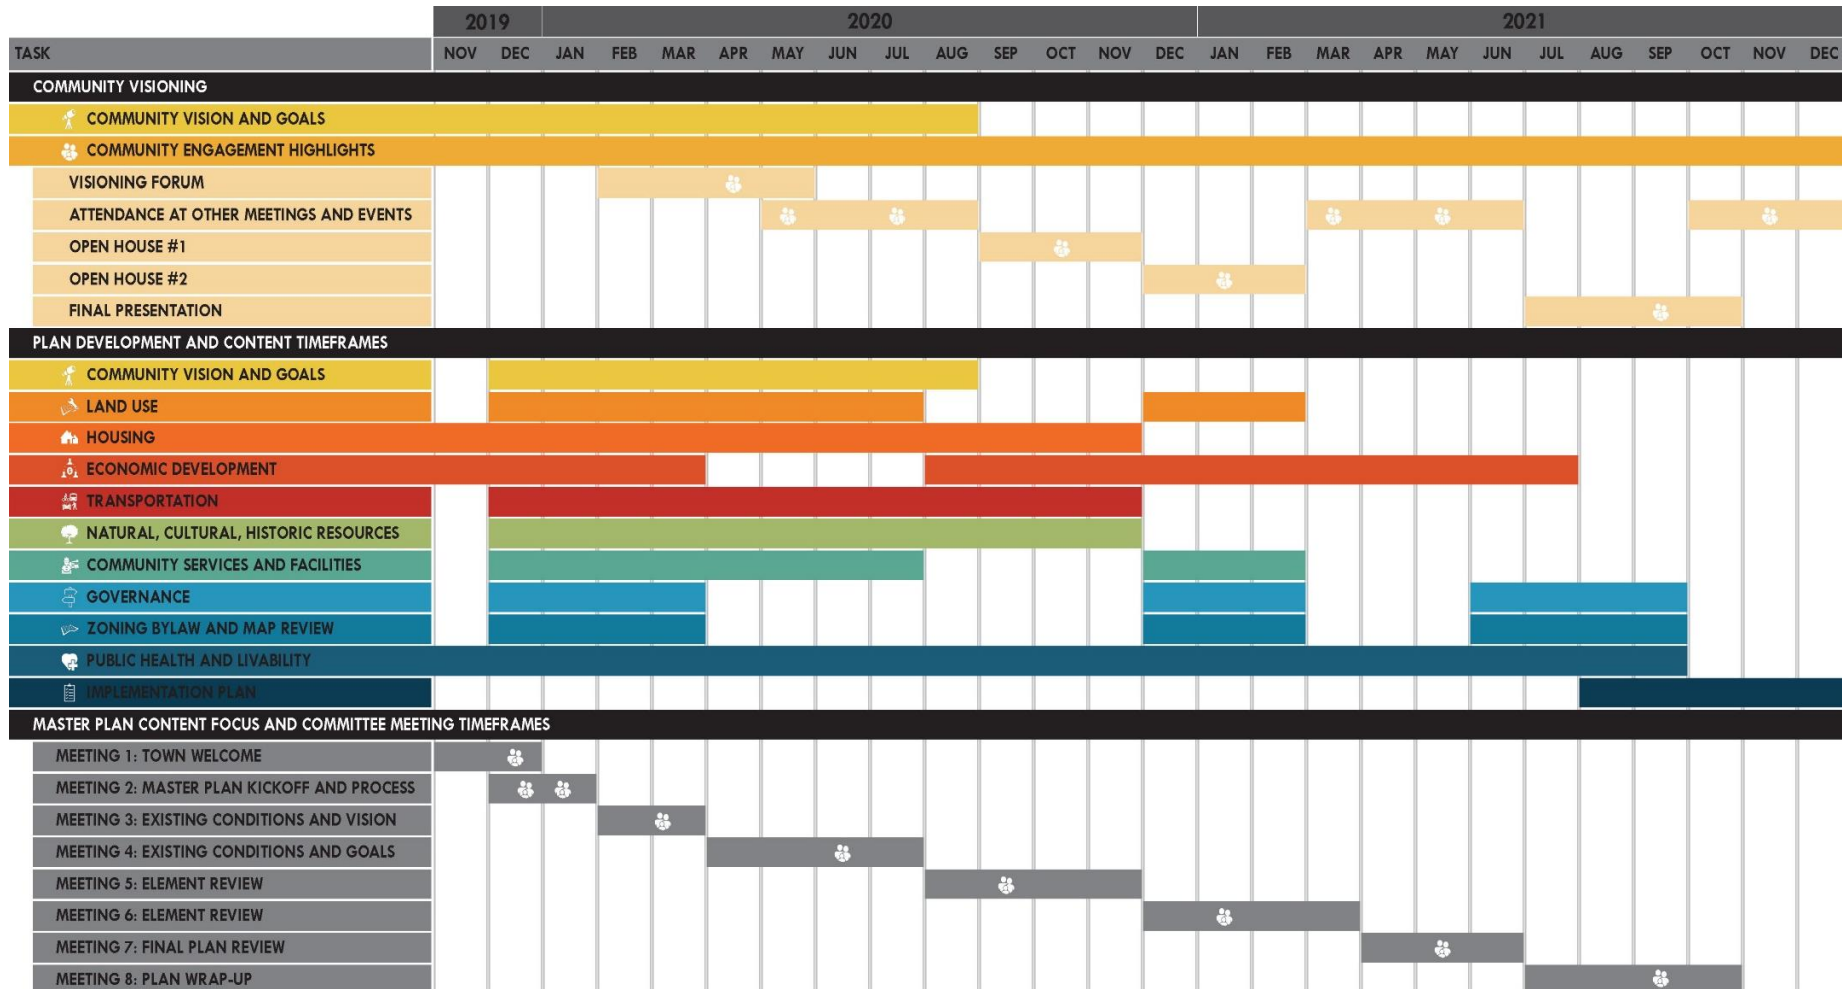 2019 2020 2021
TASK NOV DEC JAN FEB MAR APR MAY JUN JUL AUG SEP OCT NOV DEC JAN FEB MAR APR MAY JUN JUL AUG SEP OCT NOV DEC
COMMUNITY VISIONING
COMMUNITY VISION AND GOALS
COMMUNITY ENGAGEMENT HIGHLIGHTS
VISIONING FORUM
ATTENDANCE AT OTHER MEETINGS AND EVENTS
OPEN HOUSE #1
OPEN HOUSE #2
FINAL PRESENTATION
PLAN DEVELOPMENT AND CONTENT TIMEFRAMES
COMMUNITY VISION AND GOALS
LAND USE
HOUSING
ECONOMIC DEVELOPMENT
TRANSPORTATION
NATURAL, CULTURAL, HISTORIC RESOURCES
COMMUNITY SERVICES AND FACILITIES
GOVERNANCE
ZONING BYLAW AND MAP REVIEW
PUBLIC HEALTH AND LIVABILITY
IMPLEMENTATION PLAN
MASTER PLAN CONTENT FOCUS AND COMMITTEE MEETING TIMEFRAMES
MEETING 1: TOWN WELCOME
MEETING 2: MASTER PLAN KICKOFF AND PROCESS
MEETING 3: EXISTING CONDITIONS AND VISION
MEETING 4: EXISTING CONDITIONS AND GOALS
MEETING 5: ELEMENT REVIEW
MEETING 6: ELEMENT REVIEW
MEETING 7: FINAL PLAN REVIEW
MEETING 8: PLAN WRAP-UP